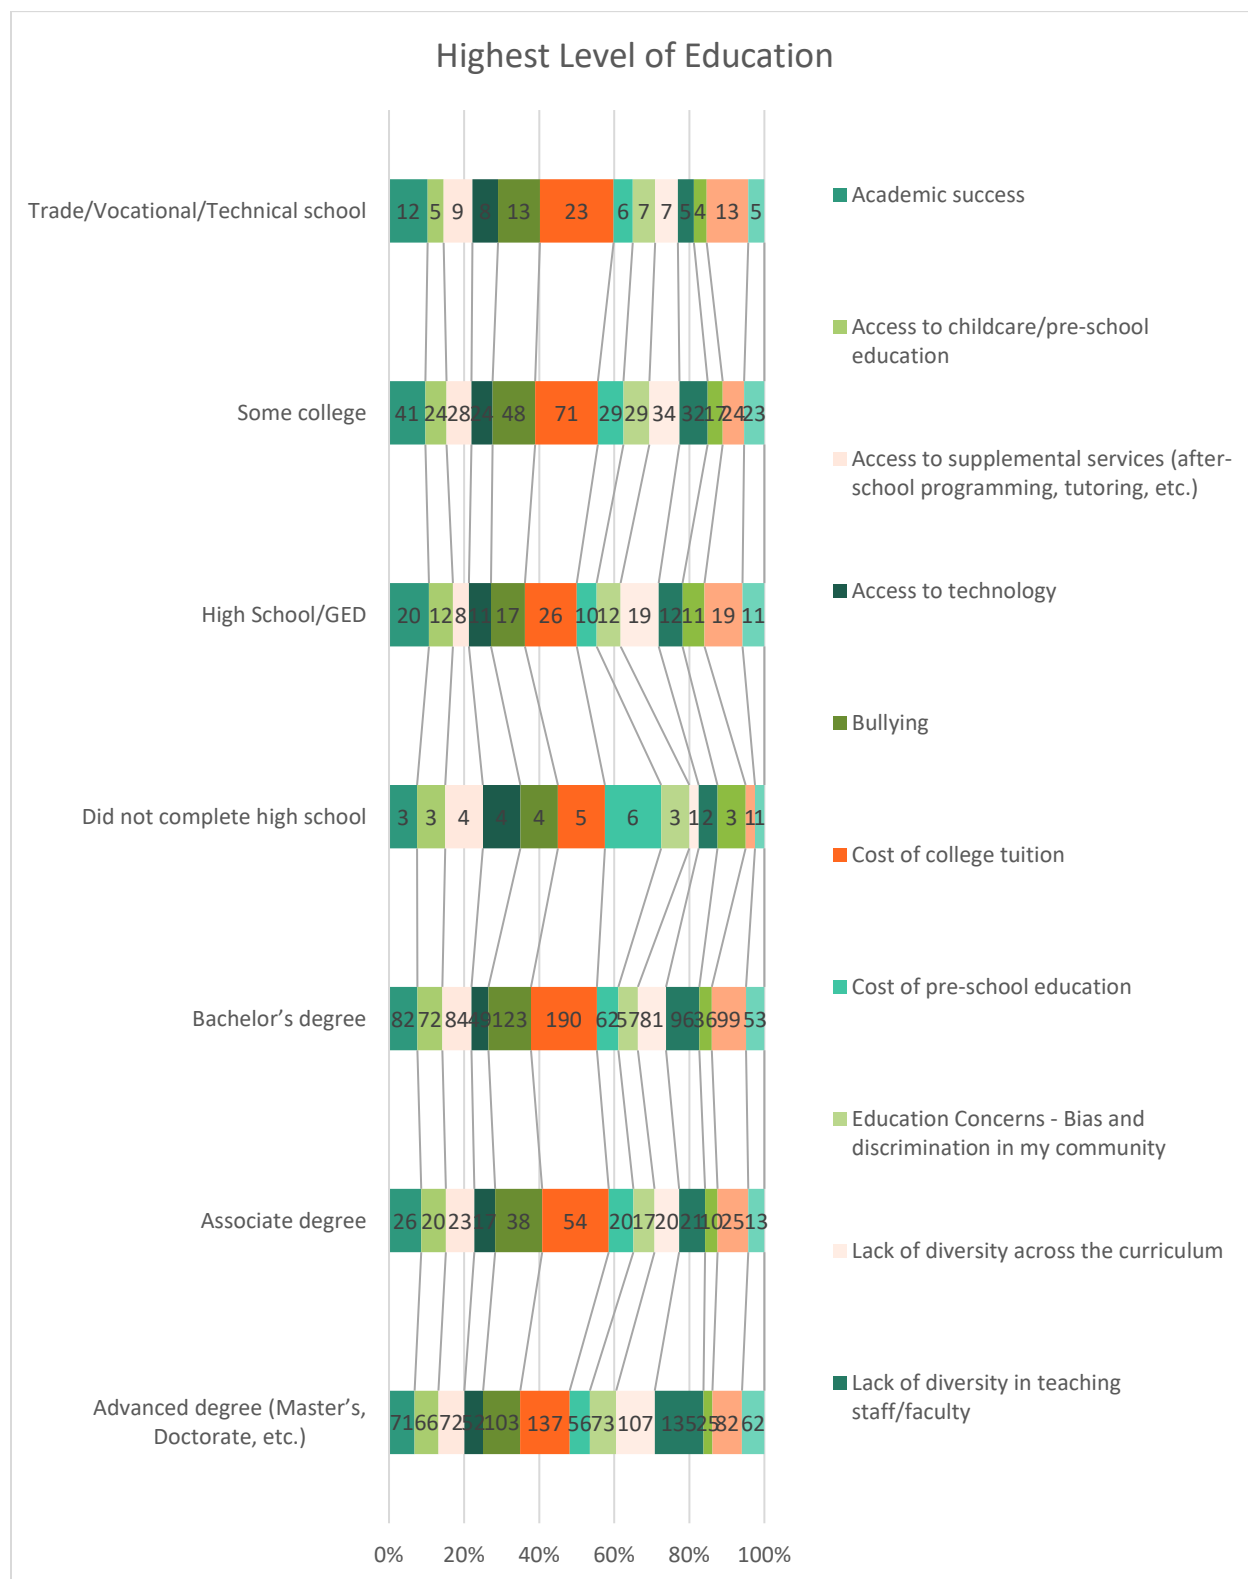 Highest Level of Education
Trade/Vocational/Technical school
12 5 9 8 13 23 6 7 7 5 4 13 5
Some college
41 24 28 24 48 71 29 29 34 32 17 24 23
High School/GED
20 12 8 11 17 26 10 12 19 12 11 19 11
Did not complete high school
3 3 4 4 4 5 6 3 1 2 3 1 1
Bachelor’s degree
82 72 84 49 123 190 62 57 81 96 36 99 53
Associate degree
26 20 23 17 38 54 20 17 20 21 10 25 13
Advanced degree (Master’s,
Doctorate, etc.)
71 66 72 52 103 137 56 73 107 135 25 82 62
0% 20% 40% 60% 80% 100%
Academic success
Access to childcare/pre-school
education
Access to supplemental services (after-
school programming, tutoring, etc.)
Access to technology
Bullying
Cost of college tuition
Cost of pre-school education
Education Concerns - Bias and
discrimination in my community
Lack of diversity across the curriculum
Lack of diversity in teaching
staff/faculty